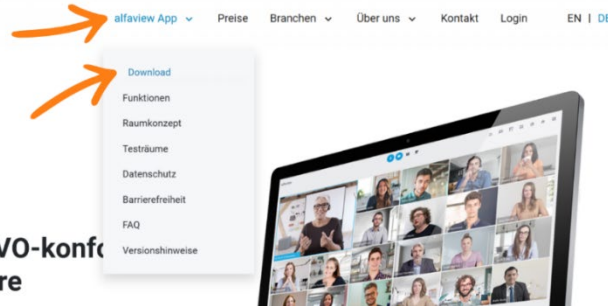 alfaview App Preise Branchen Über uns Kontakt Login EN | DE
Download
Funktionen
Raumkonzept
Testräume
Datenschutz
Barrierefreiheit
FAQ
Versionshinweise
VO-konfo
re